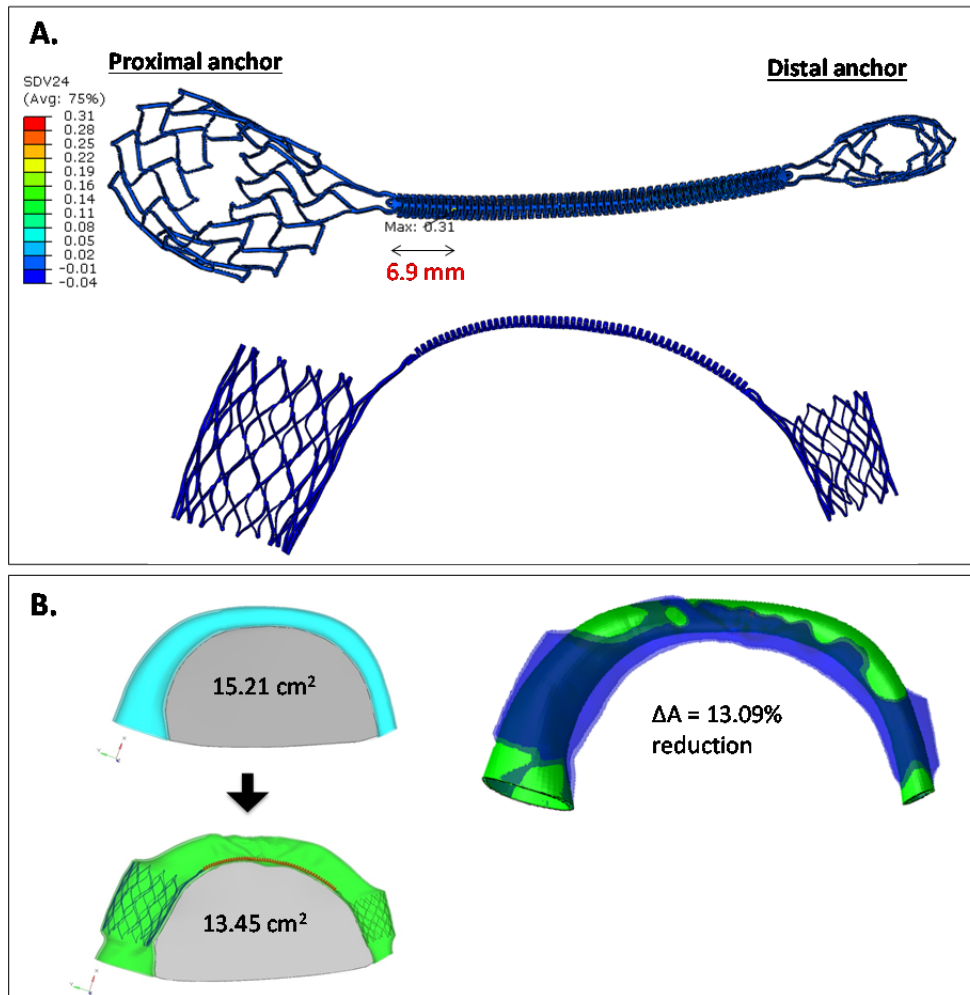 A.
Proximal anchor
Distal anchor
SDV24
(Avg: 75%)
0.31
0.28
0.25
0.22
0.19
0.16
0.14
0.11
0.08
0.05
0.02
-0.01
-0.04
Max: 0.31
6.9 mm
B.
15.21 cm²
ΔA = 13.09%
reduction
13.45 cm²